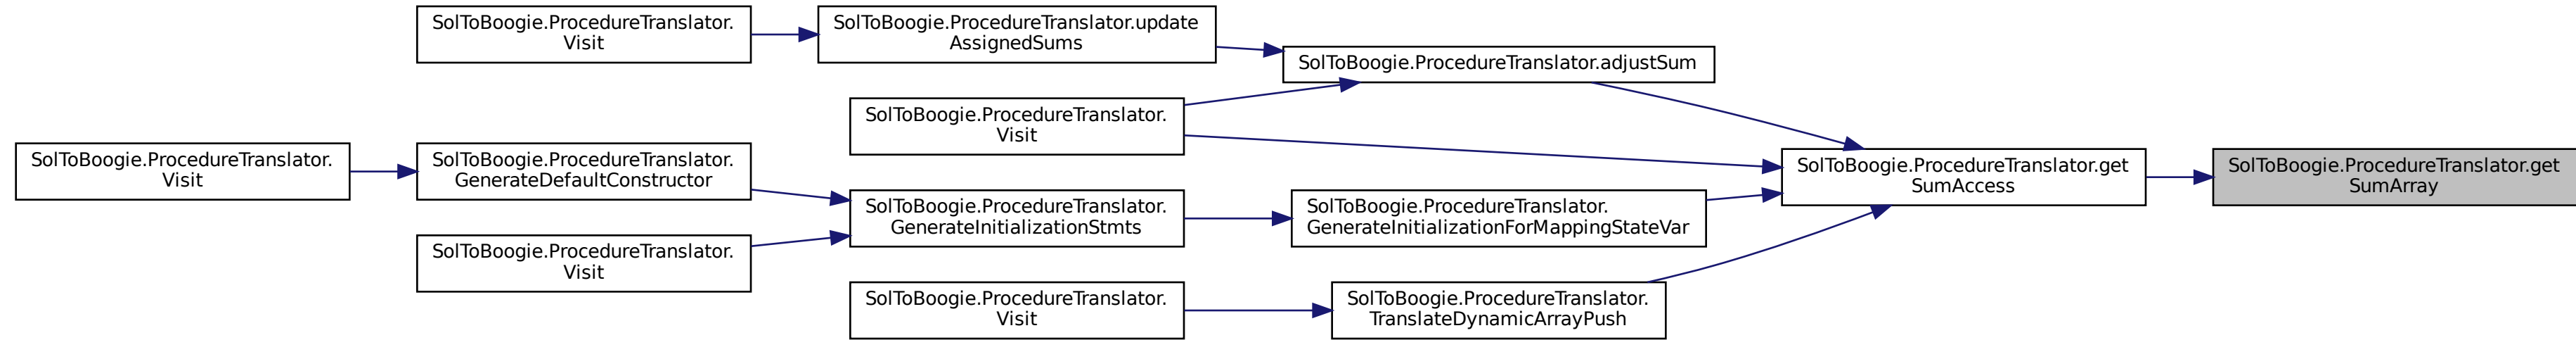 SolToBoogie.ProcedureTranslator.
Visit
SolToBoogie.ProcedureTranslator.update
AssignedSums
SolToBoogie.ProcedureTranslator.adjustSum
SolToBoogie.ProcedureTranslator.
Visit
SolToBoogie.ProcedureTranslator.
Visit
SolToBoogie.ProcedureTranslator.
GenerateDefaultConstructor
SolToBoogie.ProcedureTranslator.get
SumAccess
SolToBoogie.ProcedureTranslator.get
SumArray
SolToBoogie.ProcedureTranslator.
GenerateInitializationStmts
SolToBoogie.ProcedureTranslator.
GenerateInitializationForMappingStateVar
SolToBoogie.ProcedureTranslator.
Visit
SolToBoogie.ProcedureTranslator.
Visit
SolToBoogie.ProcedureTranslator.
TranslateDynamicArrayPush